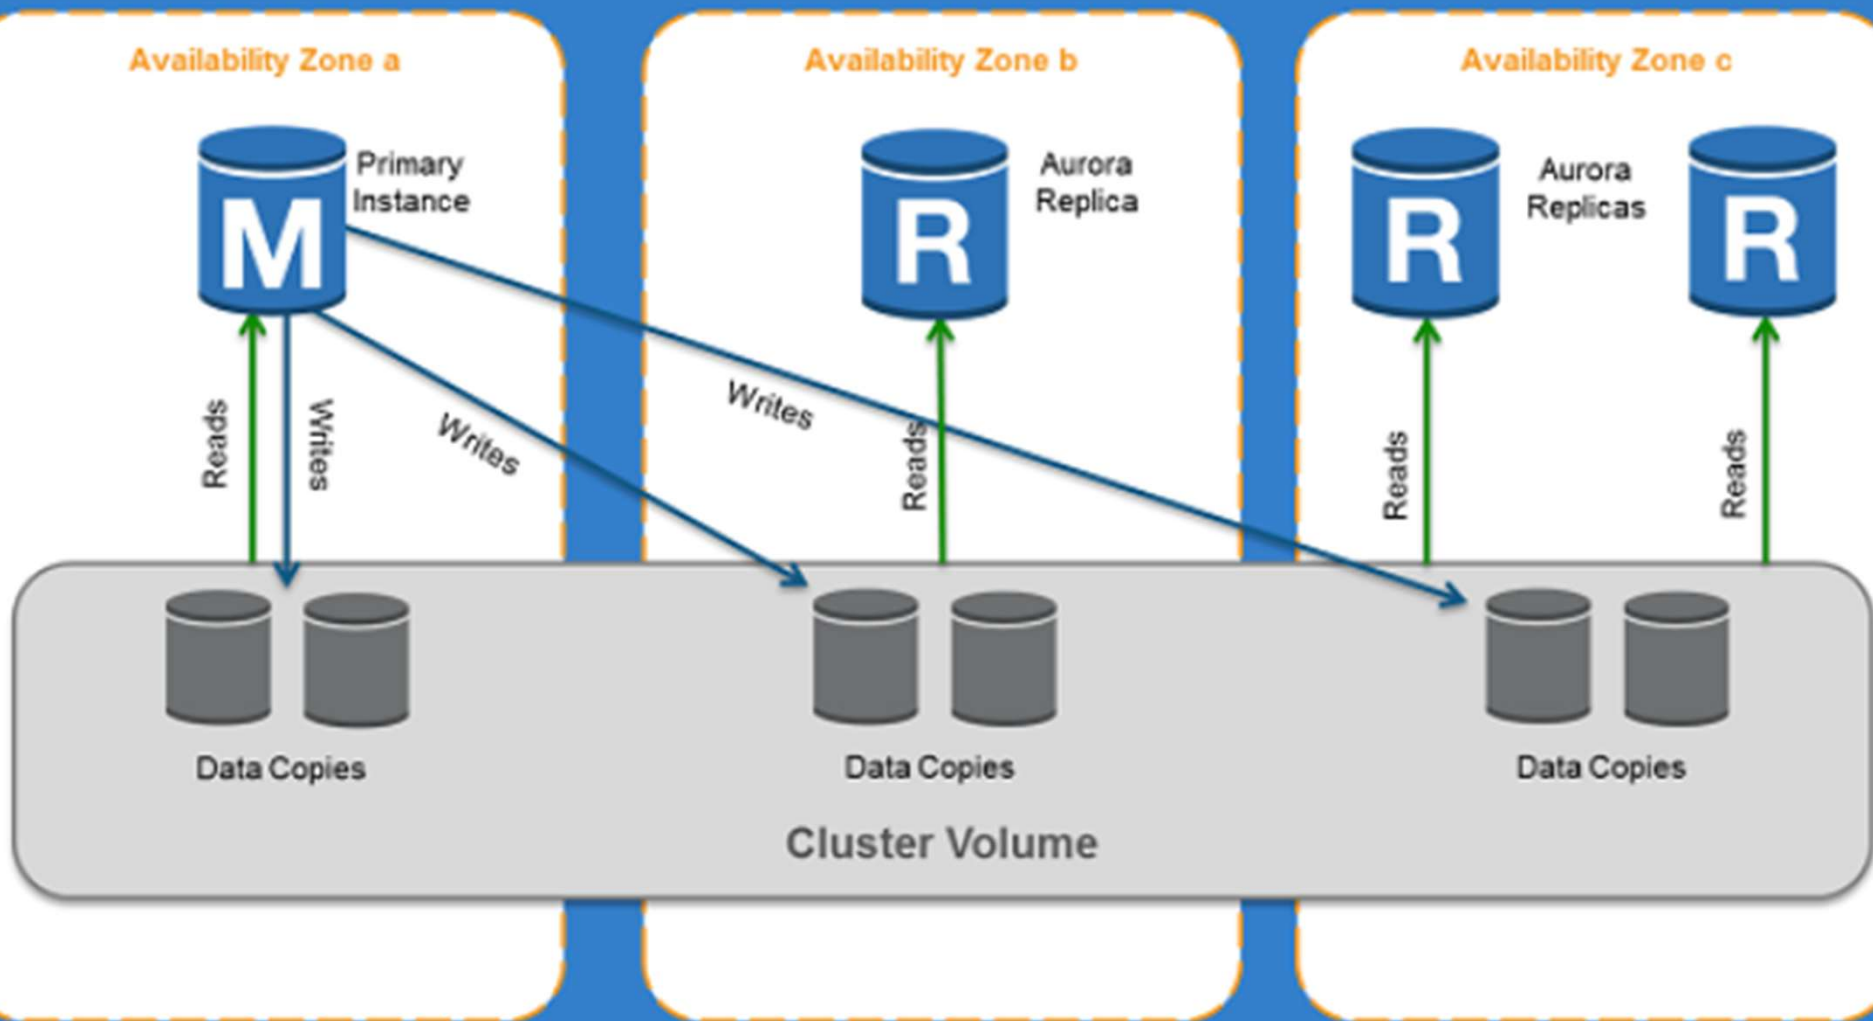 Availability Zone a
Availability Zone b
Availability Zone c
M
Primary
Instance
R
Aurora
Replica
R
Aurora
Replicas
R
Reads
Writes
Writes
Writes
Reads
Reads
Reads
Data Copies
Data Copies
Data Copies
Cluster Volume